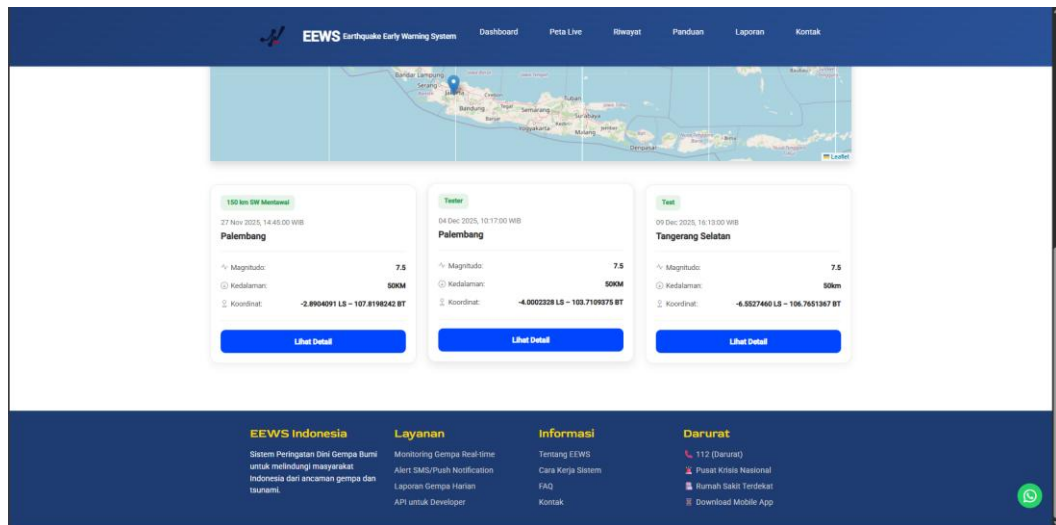 EEWS Earthquake Early Warning System
Dashboard
Peta Live
Riwayat
Panduan
Laporan
Kontak
Bandar Lampung
Serang
Bandung
Cirebon
Tegal
Semarang
Tuban
Surabaya
Banjar
Yogyakarta
Kediri
Malang
Jember
Denpasar
Bima
Leaflet
150 km SW Mentawai
27 Nov 2025, 14:45:00 WIB
Palembang
Magnitudo: 7.5
Kedalaman: 50KM
Koordinat: -2.8904091 LS – 107.8198242 BT
Lihat Detail
Tester
04 Dec 2025, 10:17:00 WIB
Palembang
Magnitudo: 7.5
Kedalaman: 50KM
Koordinat: -4.0002328 LS – 103.7109375 BT
Lihat Detail
Test
09 Dec 2025, 16:13:00 WIB
Tangerang Selatan
Magnitudo: 7.5
Kedalaman: 50km
Koordinat: -6.5527460 LS – 106.7651367 BT
Lihat Detail
EEWS Indonesia
Sistem Peringatan Dini Gempa Bumi
untuk melindungi masyarakat
Indonesia dari ancaman gempa dan
tsunami.
Layanan
Monitoring Gempa Real-time
Alert SMS/Push Notification
Laporan Gempa Harian
API untuk Developer
Informasi
Tentang EEWS
Cara Kerja Sistem
FAQ
Kontak
Darurat
112 (Darurat)
Pusat Krisis Nasional
Rumah Sakit Terdekat
Download Mobile App